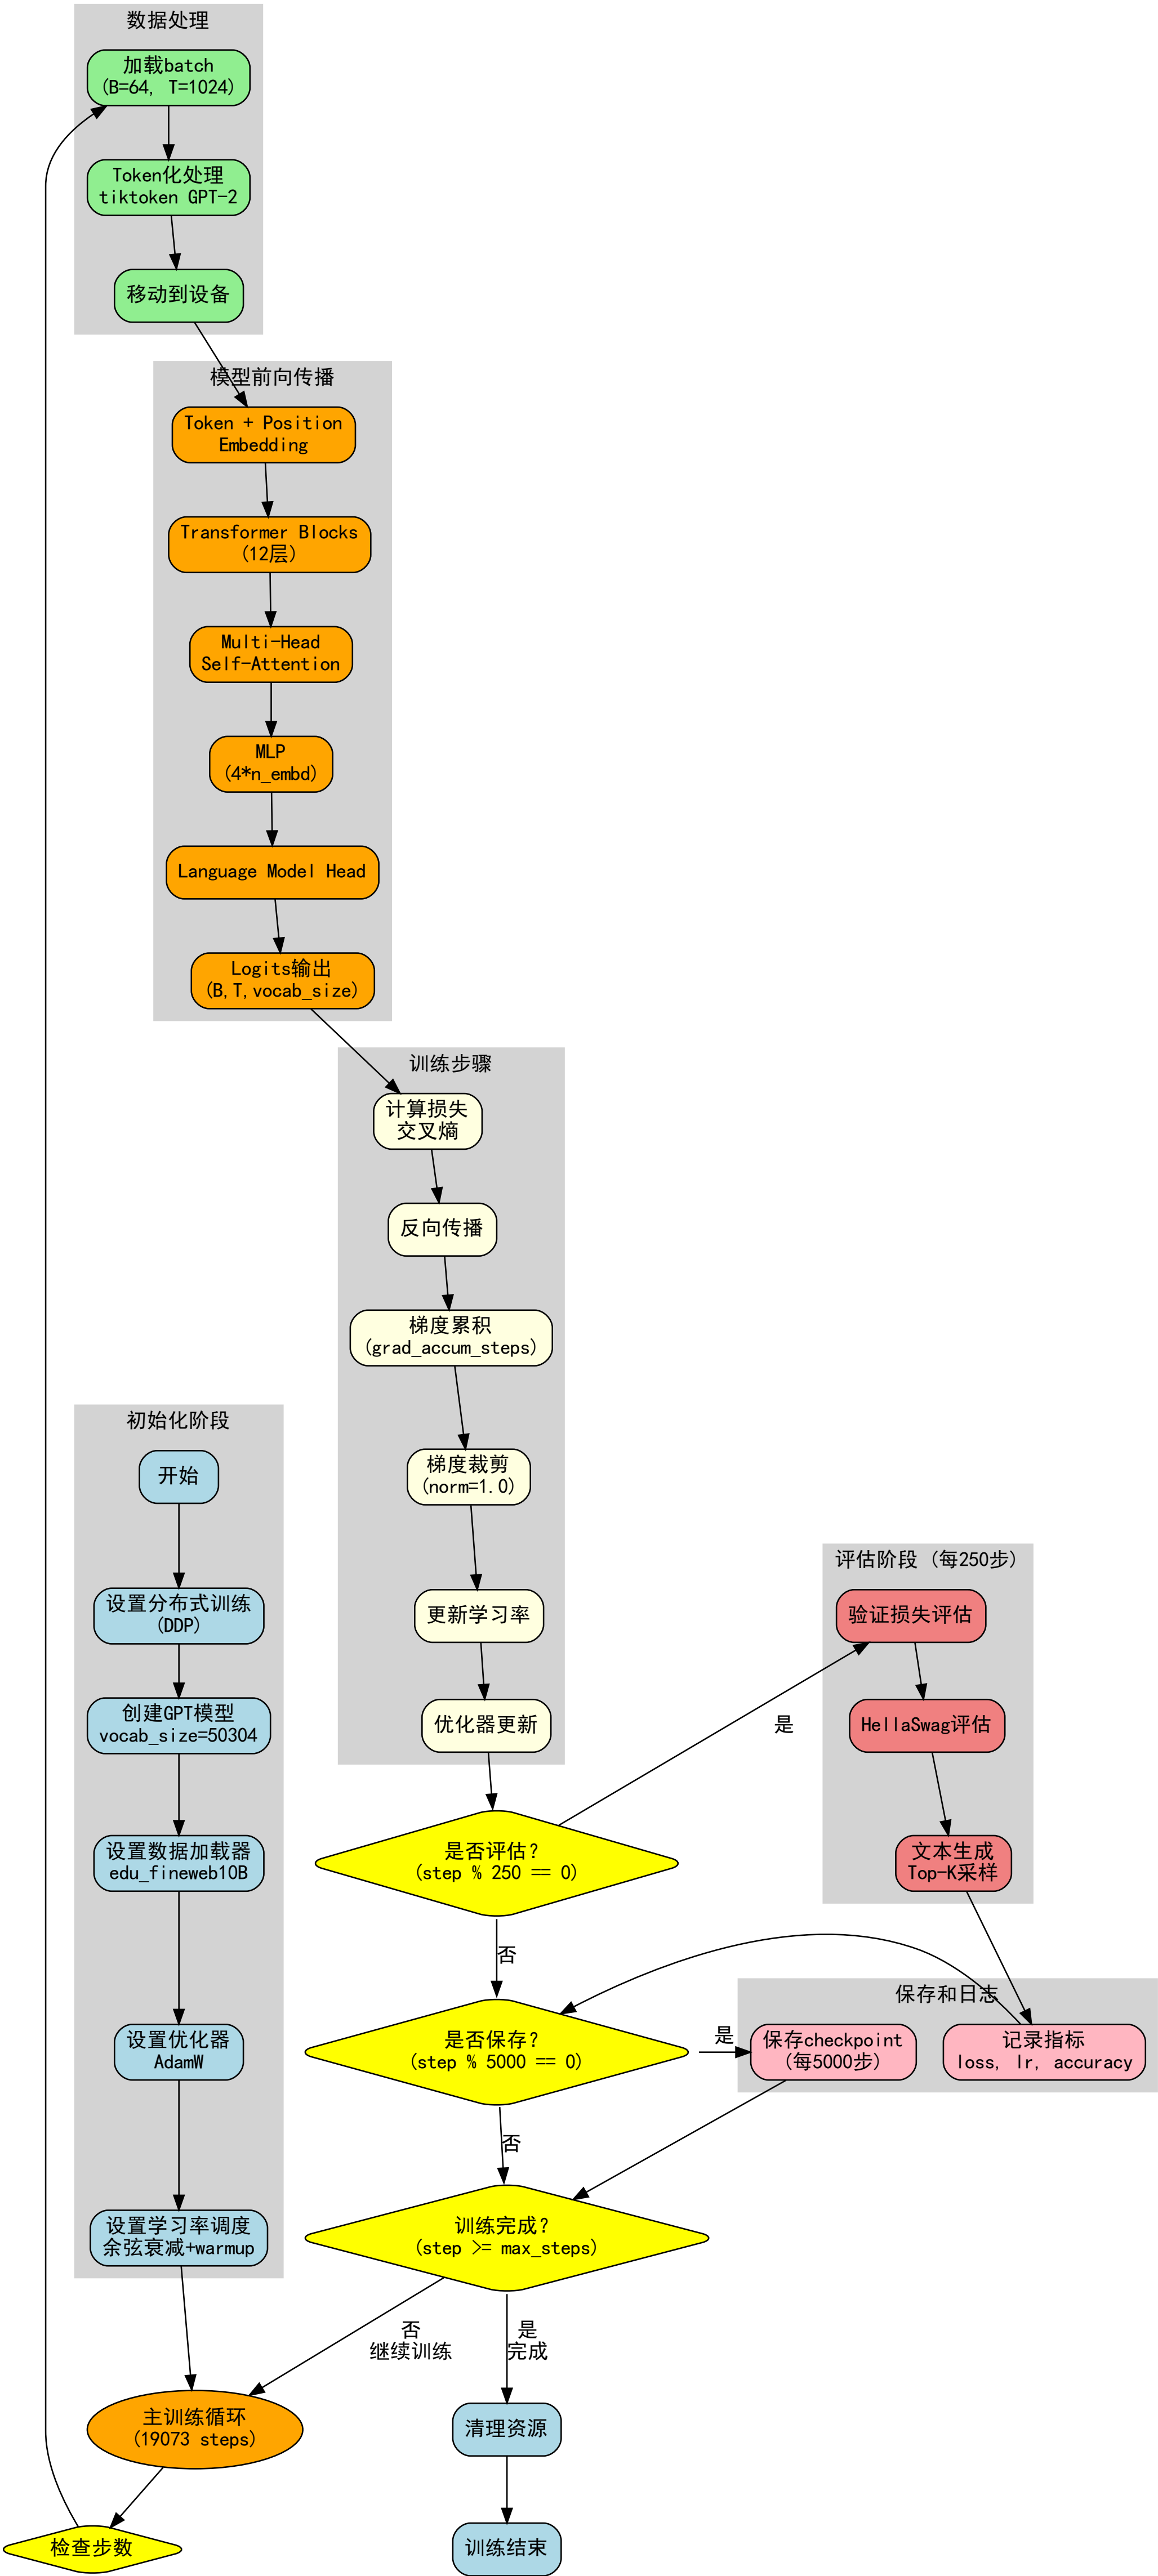 数据处理
加载batch
(B=64, T=1024)
Token化处理
tiktoken GPT-2
移动到设备
模型前向传播
Token + Position
Embedding
Transformer Blocks
(12层)
Multi-Head
Self-Attention
MLP
(4*n_embd)
Language Model Head
Logits输出
(B,T,vocab_size)
训练步骤
计算损失
交叉熵
反向传播
梯度累积
(grad_accum_steps)
梯度裁剪
(norm=1.0)
更新学习率
优化器更新
初始化阶段
开始
设置分布式训练
(DDP)
创建GPT模型
vocab_size=50304
设置数据加载器
edu_fineweb10B
设置优化器
AdamW
设置学习率调度
余弦衰减+warmup
评估阶段 (每250步)
验证损失评估
HellaSwag评估
文本生成
Top-K采样
是
是否评估?
(step % 250 == 0)
否
是否保存?
(step % 5000 == 0)
是
保存和日志
保存checkpoint
(每5000步)
记录指标
loss, lr, accuracy
否
训练完成?
(step >= max_steps)
否
继续训练
是
完成
主训练循环
(19073 steps)
清理资源
检查步数
训练结束